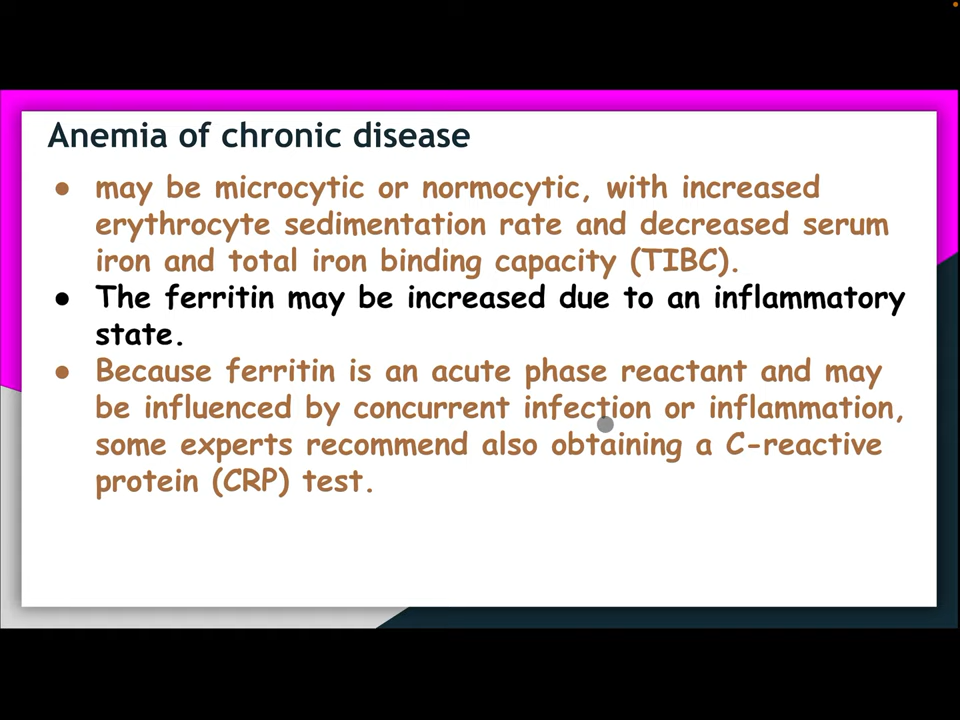 Anemia of chronic disease
● may be microcytic or normocytic, with increased
erythrocyte sedimentation rate and decreased serum
iron and total iron binding capacity (TIBC).
● The ferritin may be increased due to an inflammatory
state.
● Because ferritin is an acute phase reactant and may
be influenced by concurrent infection or inflammation,
some experts recommend also obtaining a C-reactive
protein (CRP) test.